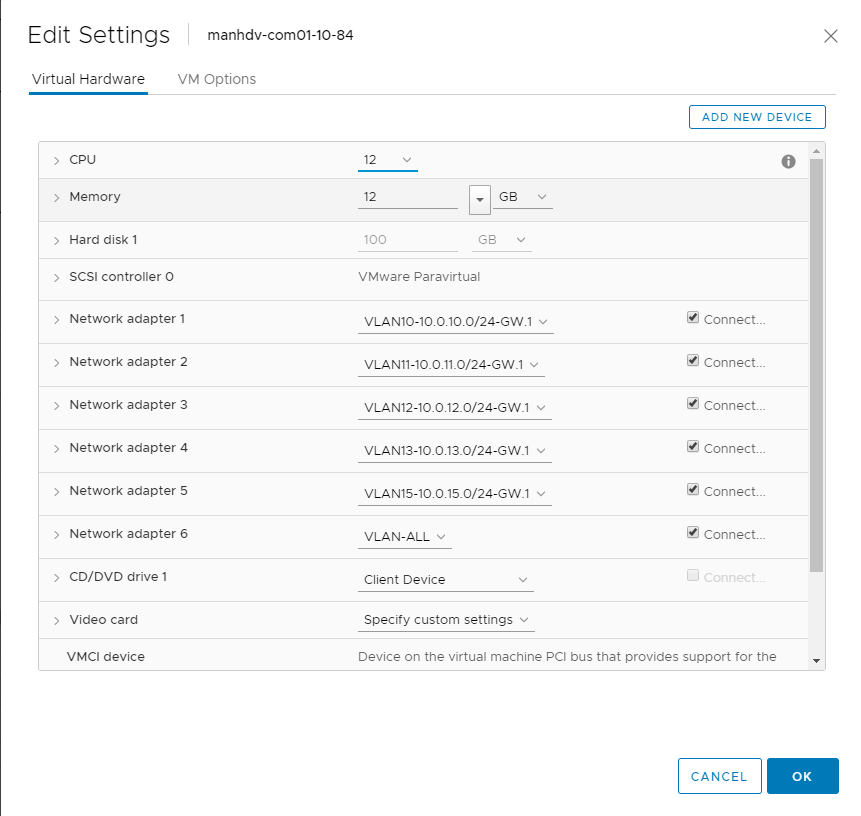 Edit Settings manhdv-com01-10-84
Virtual Hardware VM Options
ADD NEW DEVICE
CPU 12
Memory 12 GB
Hard disk 1 100 GB
SCSI controller 0 VMware Paravirtual
Network adapter 1 VLAN10-10.0.10.0/24-GW.1 Connect...
Network adapter 2 VLAN11-10.0.11.0/24-GW.1 Connect...
Network adapter 3 VLAN12-10.0.12.0/24-GW.1 Connect...
Network adapter 4 VLAN13-10.0.13.0/24-GW.1 Connect...
Network adapter 5 VLAN15-10.0.15.0/24-GW.1 Connect...
Network adapter 6 VLAN-ALL Connect...
CD/DVD drive 1 Client Device Connect...
Video card Specify custom settings
VMCI device Device on the virtual machine PCI bus that provides support for the
CANCEL OK